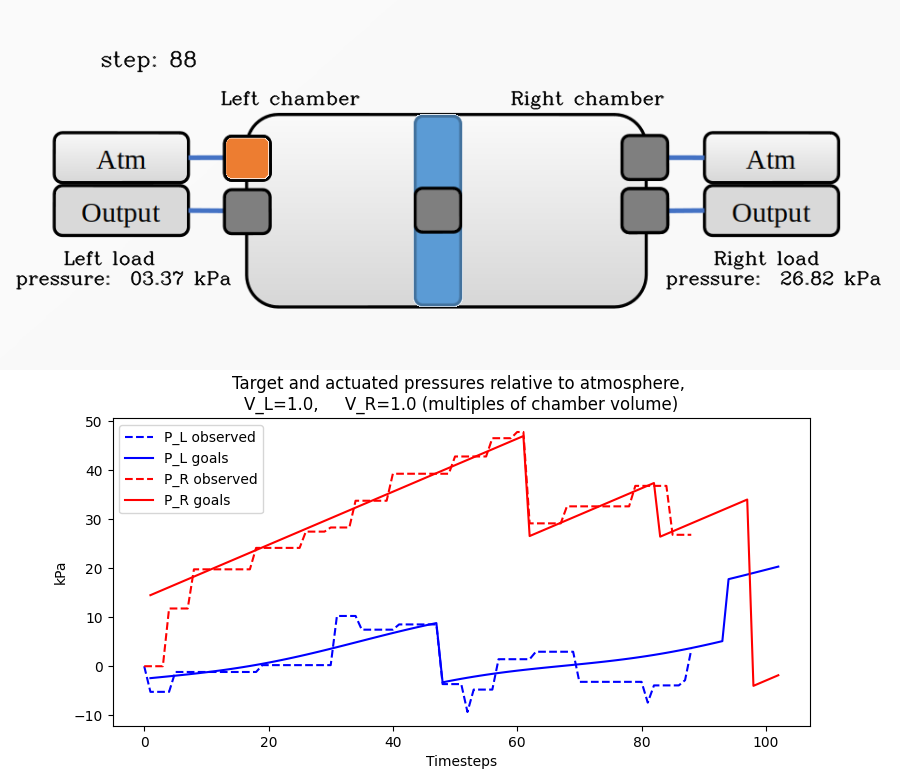 step: 88
Left chamber
Right chamber
Atm
Atm
Output
Output
Left load
pressure: 03.37 kPa
Right load
pressure: 26.82 kPa
Target and actuated pressures relative to atmosphere,
V_L=1.0, V_R=1.0 (multiples of chamber volume)
P_L observed
P_L goals
P_R observed
P_R goals
50
40
30
20
10
0
−10
kPa
0
20
40
60
80
100
Timesteps